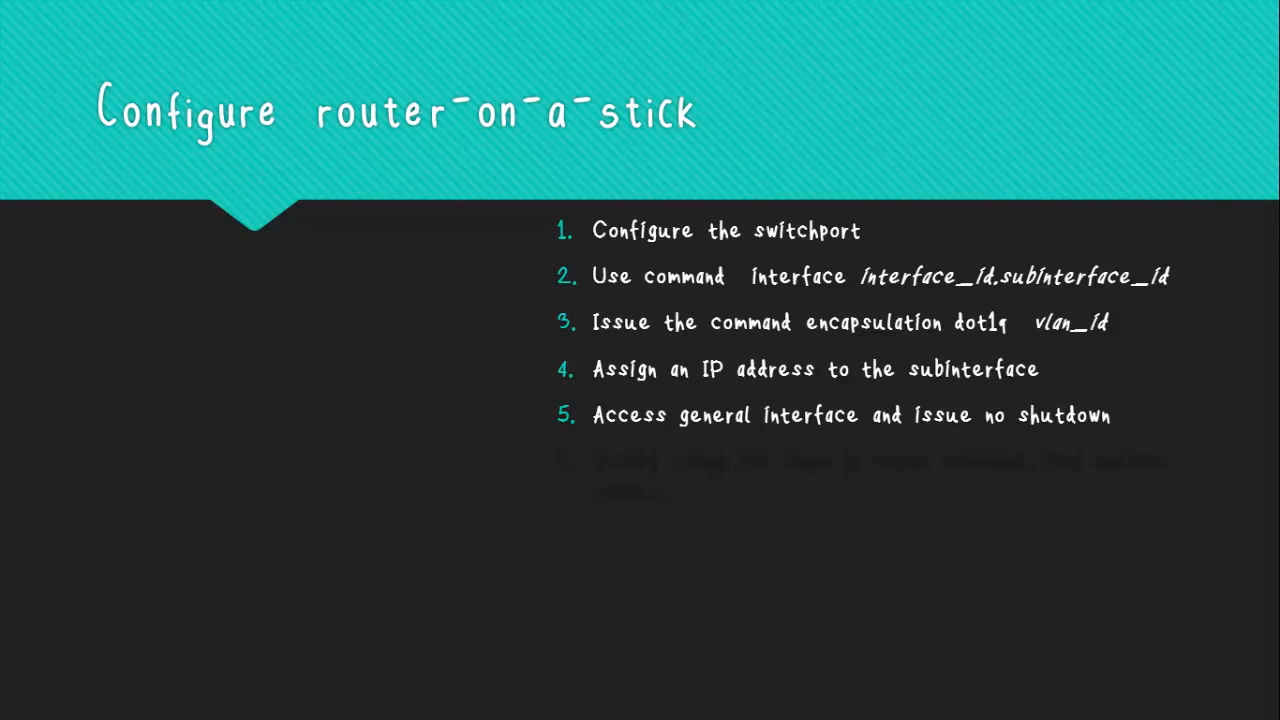 Configure router-on-a-stick
1. Configure the switchport
2. Use command interface interface_id.subinterface_id
3. Issue the command encapsulation dot1q vlan_id
4. Assign an IP address to the subinterface
5. Access general interface and issue no shutdown